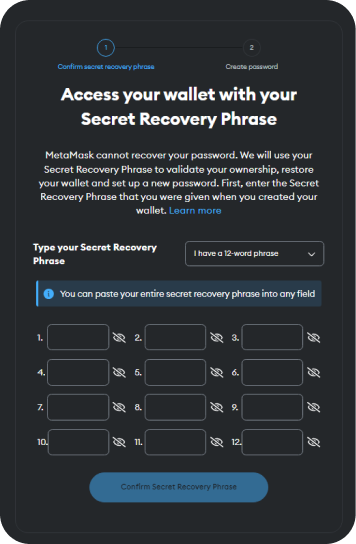 1
2
Confirm secret recovery phrase
Create password
Access your wallet with your
Secret Recovery Phrase
MetaMask cannot recover your password. We will use your
Secret Recovery Phrase to validate your ownership, restore
your wallet and set up a new password. First, enter the Secret
Recovery Phrase that you were given when you created your
wallet. Learn more
Type your Secret Recovery
Phrase
I have a 12-word phrase
You can paste your entire secret recovery phrase into any field
1. 2. 3.
4. 5. 6.
7. 8. 9.
10. 11. 12.
Confirm Secret Recovery Phrase